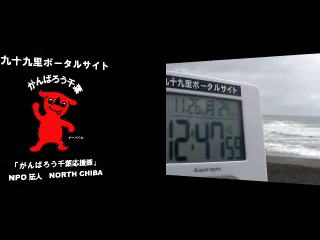 九十九里ポータルサイト
がんばろう千葉
「がんばろう千葉応援隊」
NPO 法人 NORTH CHIBA
九十九里ポータルサイト
12:47 59